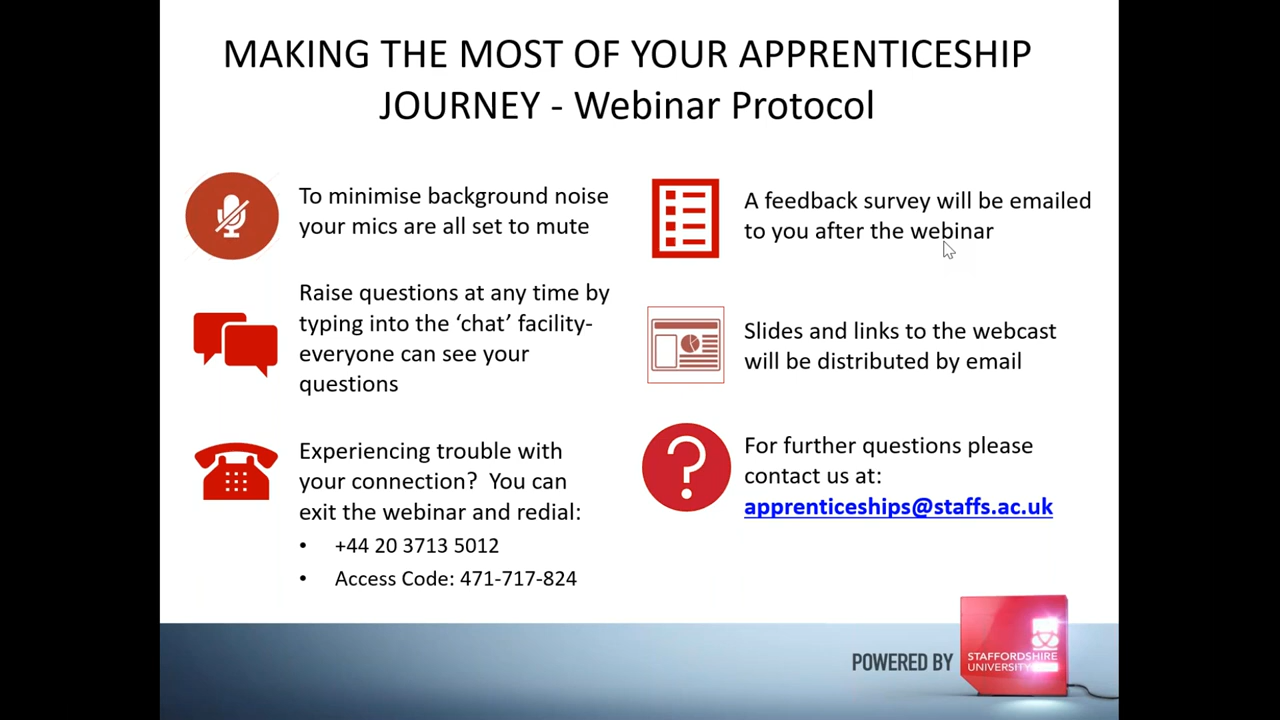 MAKING THE MOST OF YOUR APPRENTICESHIP
JOURNEY - Webinar Protocol
To minimise background noise
your mics are all set to mute
Raise questions at any time by
typing into the ‘chat’ facility-
everyone can see your
questions
Experiencing trouble with
your connection? You can
exit the webinar and redial:
• +44 20 3713 5012
• Access Code: 471-717-824
A feedback survey will be emailed
to you after the webinar
Slides and links to the webcast
will be distributed by email
For further questions please
contact us at:
apprenticeships@staffs.ac.uk
POWERED BY
STAFFORDSHIRE
UNIVERSITY